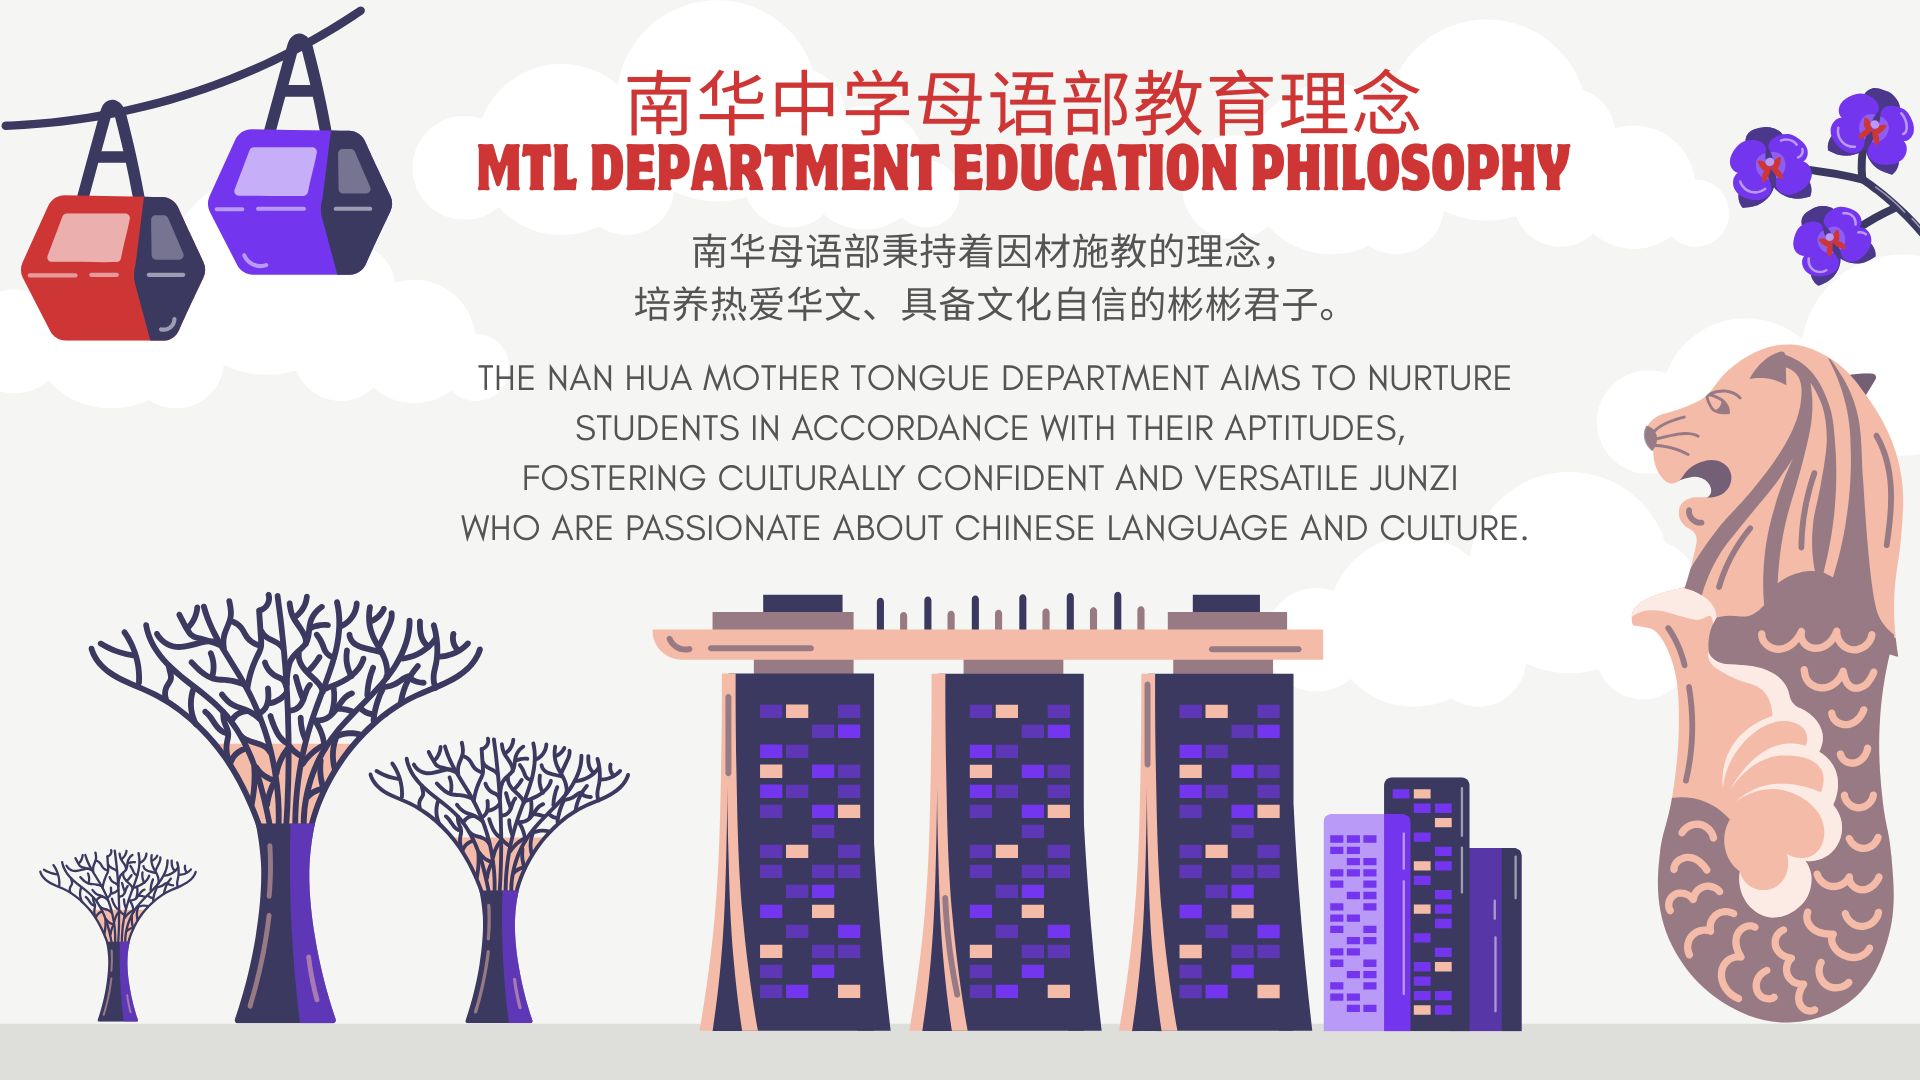 南华中学母语部教育理念
MTL DEPARTMENT EDUCATION PHILOSOPHY
南华母语部秉持着因材施教的理念，
培养热爱华文、具备文化自信的彬彬君子。
THE NAN HUA MOTHER TONGUE DEPARTMENT AIMS TO NURTURE
STUDENTS IN ACCORDANCE WITH THEIR APTITUDES,
FOSTERING CULTURALLY CONFIDENT AND VERSATILE JUNZI
WHO ARE PASSIONATE ABOUT CHINESE LANGUAGE AND CULTURE.